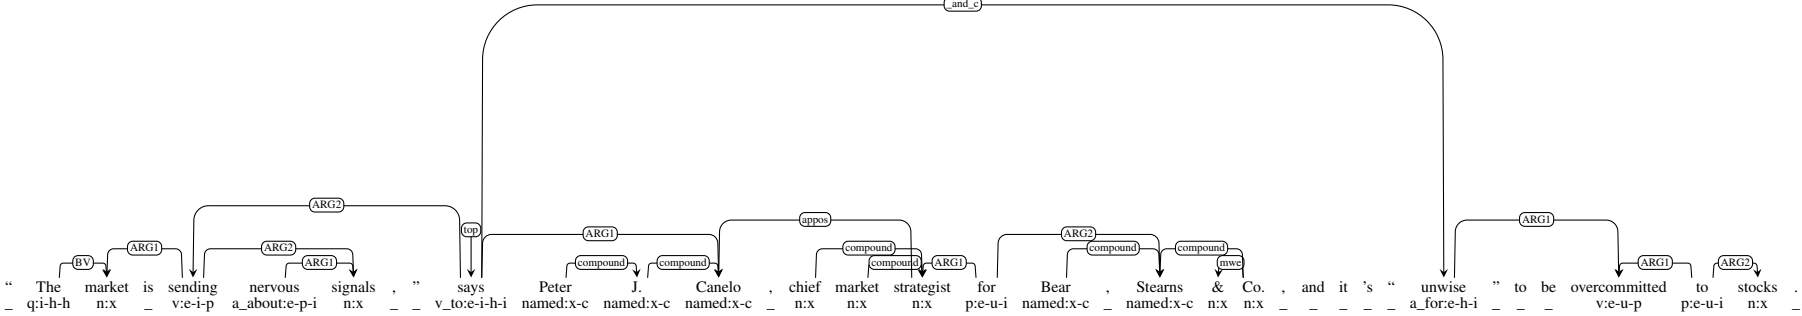 _and_c
ARG2
top
appos
ARG1 ARG2 ARG1
ARG1 ARG2 compound compound compound
BV ARG1 compound compound compound ARG1 mwe ARG1 ARG2
“ The market is sending nervous signals , ” says Peter J. Canelo , chief market strategist for Bear , Stearns & Co. , and it ’s “ unwise ” to be overcommitted to stocks .
_ q:i-h-h n:x _ v:e-i-p a_about:e-p-i n:x _ _ v_to:e-i-h-i named:x-c named:x-c named:x-c _ n:x n:x n:x p:e-u-i named:x-c _ named:x-c n:x n:x _ _ _ _ _ a_for:e-h-i _ _ _ v:e-u-p p:e-u-i n:x _